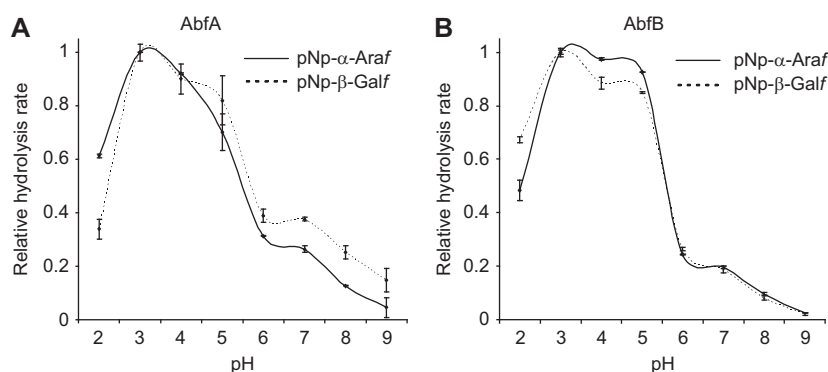 A
AbfA
pNp-α-Araf
pNp-β-Galf
Relative hydrolysis rate
1
0.8
0.6
0.4
0.2
0
2 3 4 5 6 7 8 9
pH
B
AbfB
pNp-α-Araf
pNp-β-Galf
Relative hydrolysis rate
1
0.8
0.6
0.4
0.2
0
2 3 4 5 6 7 8 9
pH